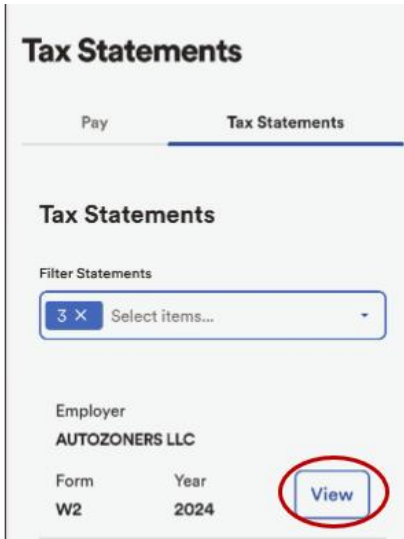 Tax Statements
Pay Tax Statements
Tax Statements
Filter Statements
3 × Select items...
Employer
AUTOZONERS LLC
Form Year
W2 2024 View